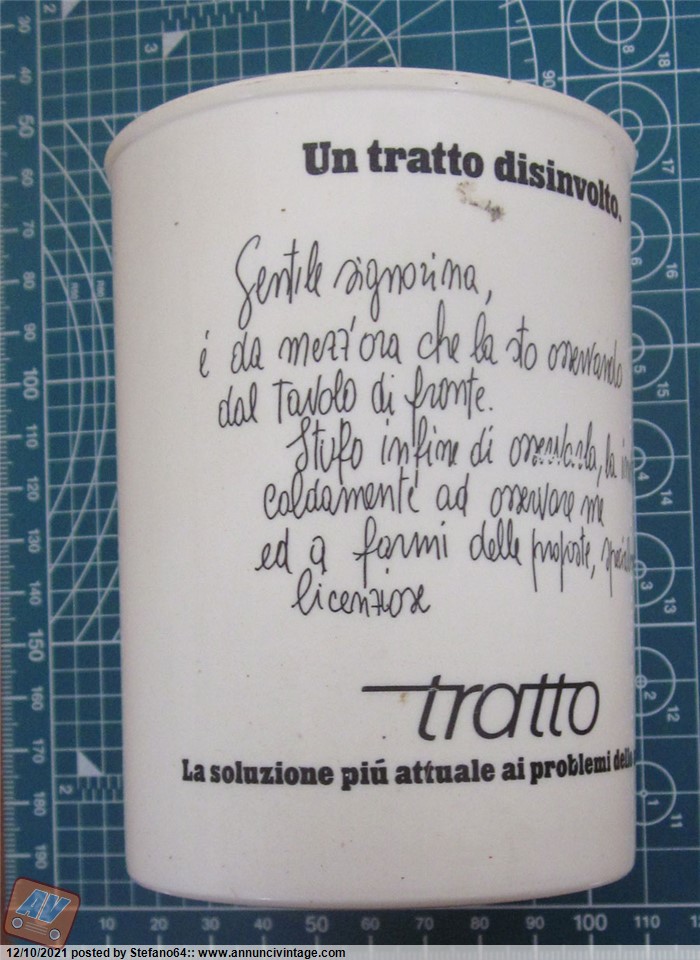 Un tratto disinvolto.
Gentile signorina,
é da mezz'ora che la sto osservando
dal tavolo di fronte.
Stufo infine di osservarla, la
caldamente ad osservare me
ed a farmi delle proposte,
licenziose
tratto
La soluzione piú attuale ai problemi
AV
12/10/2021 posted by Stefano64:: www.annuncivintage.com